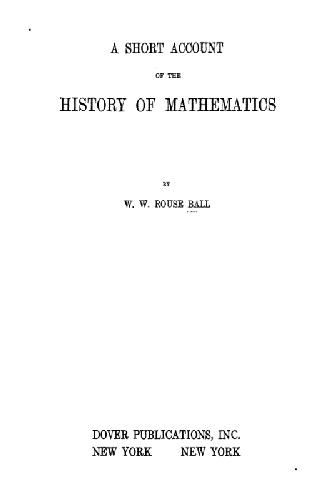 A SHORT ACCOUNT
OF THE
HISTORY OF MATHEMATICS
BY
W. W. ROUSE BALL
DOVER PUBLICATIONS, INC.
NEW YORK NEW YORK